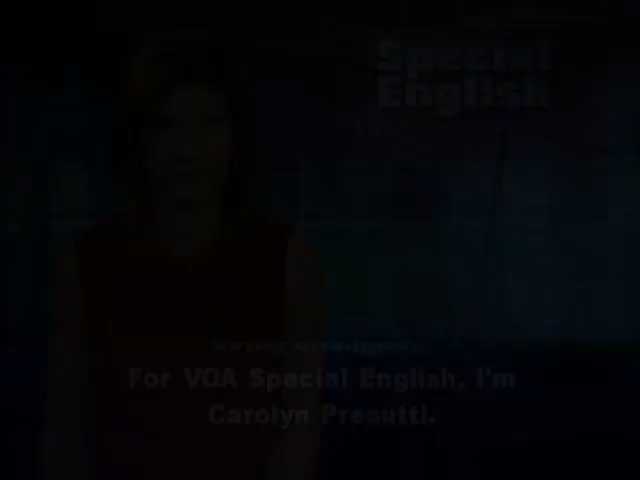 Special
English
For VOA Special English, I'm
Carolyn Presutti.